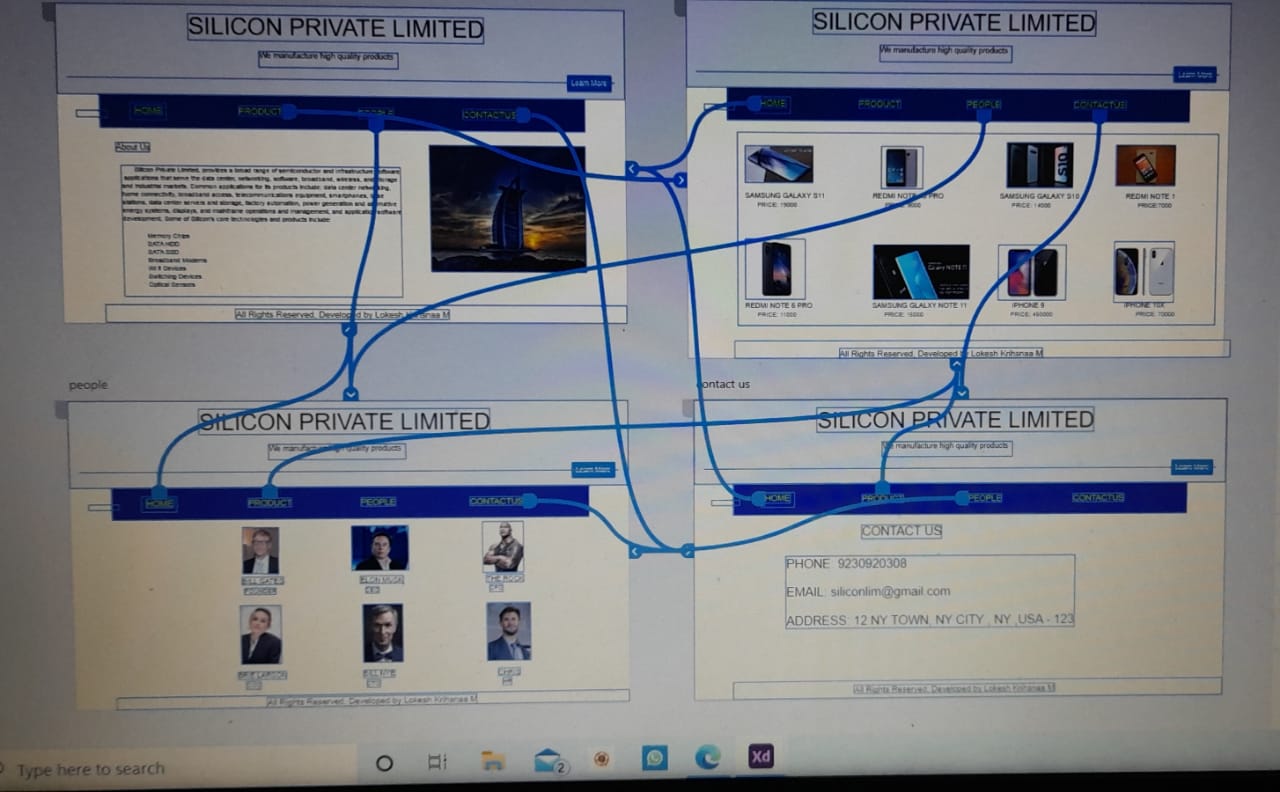 SILICON PRIVATE LIMITED
We manufacture high quality products
Learn More
HOME PRODUCT PEOPLE CONTACTUS
About Us
Silicon Private Limited, provides a broad range of semiconductor and infrastructure software
applications that serve the data center, networking, software, broadband, wireless, and storage
and industrial markets. Common applications for its products include: data center networking,
home connectivity, broadband access, telecommunications equipment, smartphones, base
stations, data center servers and storage, factory automation, power generation and alternative
energy systems, displays, and mainframe operations and management, and application software
development. Some of Silicon's core technologies and products include:
Memory Chips
DATA HDD
DATA SSD
Broadband Modems
Wi fi Devices
Switching Devices
Optical Sensors
All Rights Reserved, Developed by Lokesh Krihsnaa M
SILICON PRIVATE LIMITED
We manufacture high quality products
Learn More
HOME PRODUCT PEOPLE CONTACTUS
SAMSUNG GALAXY S11 REDMI NOTE PRO SAMSUNG GALAXY S10 REDMI NOTE 1
PRICE: 19000 PRICE: 9000 PRICE: 14000 PRICE:7000
REDMI NOTE 6 PRO SAMSUNG GLALXY NOTE 11 IPHONE 9 IPHONE 10X
PRICE: 11000 PRICE: 15000 PRICE: 450000 PRICE: 70000
All Rights Reserved, Developed by Lokesh Krihsnaa M
people
SILICON PRIVATE LIMITED
We manufacture high quality products
Learn More
HOME PRODUCT PEOPLE CONTACTUS
BILL GATES ELON MUSK THE ROCK
FOUNDER CEO CFO
BRIE LARSON BILL NYE CHRIS
HR
All Rights Reserved, Developed by Lokesh Krihsnaa M
contact us
SILICON PRIVATE LIMITED
We manufacture high quality products
Learn More
HOME PRODUCT PEOPLE CONTACTUS
CONTACT US
PHONE 9230920308
EMAIL: siliconlim@gmail.com
ADDRESS: 12 NY TOWN, NY CITY , NY ,USA - 123
All Rights Reserved, Developed by Lokesh Krihsnaa M
Type here to search
2
Xd